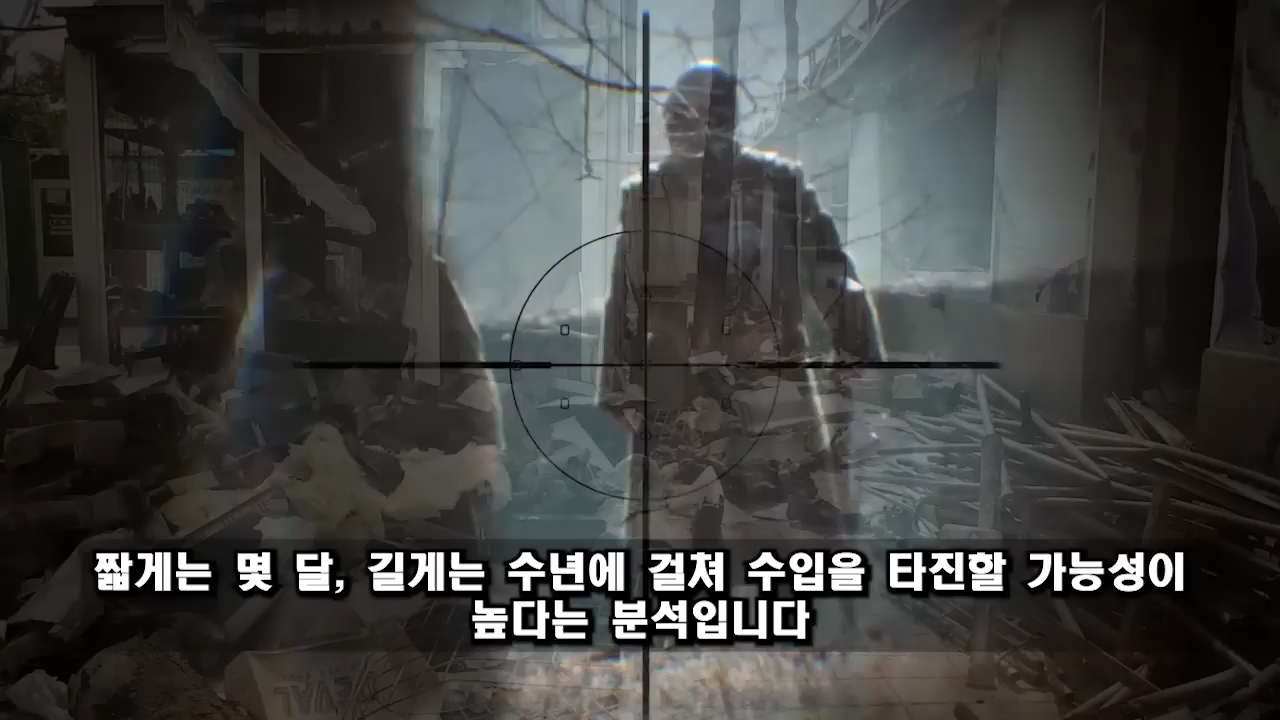 짧게는 몇 달, 길게는 수년에 걸쳐 수입을 타진할 가능성이
높다는 분석입니다